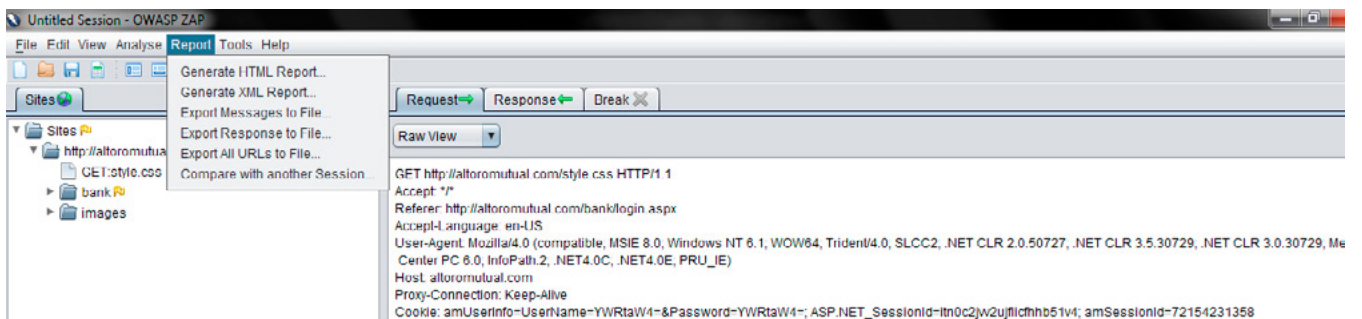 Untitled Session - OWASP ZAP
File Edit View Analyse Report Tools Help
Generate HTML Report...
Generate XML Report...
Export Messages to File...
Export Response to File...
Export All URLs to File...
Compare with another Session...
Sites
Sites
http://altoromutua
GET:style.css
bank
images
Request Response Break
Raw View
GET http://altoromutual.com/style.css HTTP/1.1
Accept: */*
Referer: http://altoromutual.com/bank/login.aspx
Accept-Language: en-US
User-Agent: Mozilla/4.0 (compatible, MSIE 8.0, Windows NT 6.1, WOW64, Trident/4.0, SLCC2, .NET CLR 2.0.50727, .NET CLR 3.5.30729, .NET CLR 3.0.30729, Me
Center PC 6.0, InfoPath.2, .NET4.0C, .NET4.0E, PRU_IE)
Host: altoromutual.com
Proxy-Connection: Keep-Alive
Cookie: amUserInfo=UserName=YWRtaW4=&Password=YWRtaW4=; amSessionId=72154231358